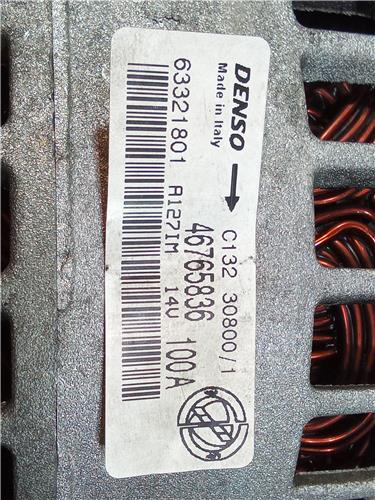 DENSO
Made in Italy
C132 30800/1
46765836 100A
63321801 A127IM 14V